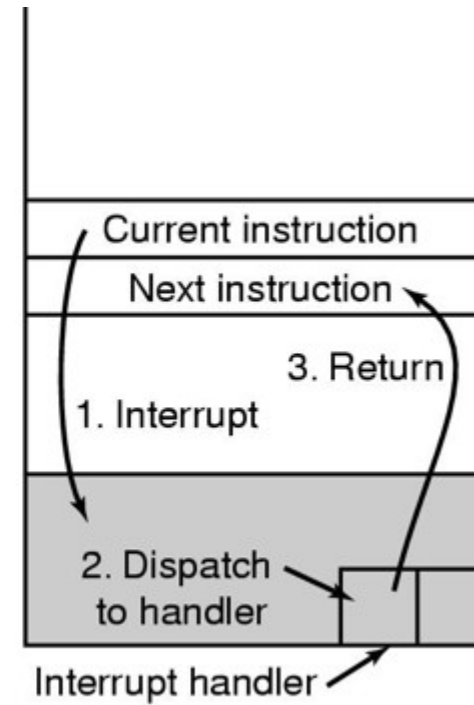 Current instruction
Next instruction
3. Return
1. Interrupt
2. Dispatch
to handler
Interrupt handler